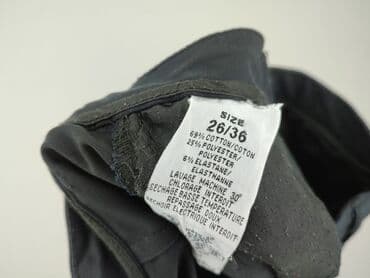 SIZE
26/36
69% COTTON/COTON
25% POLYESTER/
POLYESTER
6% ELASTANE/
ELASTHANNE
LAVAGE MACHINE 30°
CHLORAGE INTERDIT
SECHAGE BASSE TEMPERATURE
REPASSAGE DOUX
SECHOIR ELECTRIQUE INTERDIT